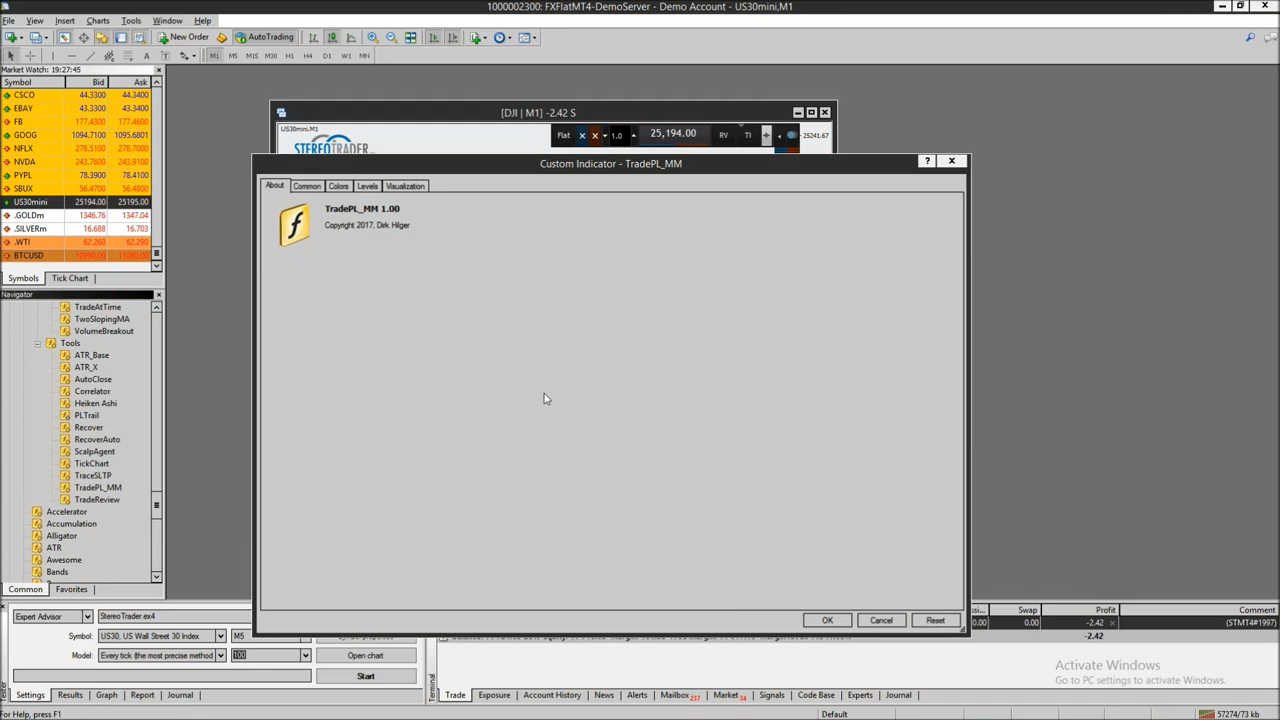 1000002300: FXFlatMT4-DemoServer - Demo Account - US30mini,M1
File View Insert Charts Tools Window Help
New Order AutoTrading
A T M1 M5 M15 M30 H1 H4 D1 W1 MN
Market Watch: 19:27:45
Symbol Bid Ask
CSCO 44.3300 44.3400
EBAY 43.3300 43.3400
FB 177.4300 177.4600
GOOG 1094.7100 1095.6801
NFLX 278.5100 278.7000
NVDA 243.7600 243.9100
PYPL 78.3900 78.4100
SBUX 56.4700 56.4800
US30mini 25194.00 25195.00
.GOLDm 1346.76 1347.04
.SILVERm 16.688 16.703
.WTI 62.260 62.290
BTCUSD 10990.00 11090.00
Symbols Tick Chart
Navigator
TradeAtTime
TwoSlopingMA
VolumeBreakout
Tools
ATR_Base
ATR_X
AutoClose
Correlator
Heiken Ashi
PLTrail
Recover
RecoverAuto
ScalpAgent
TickChart
TraceSLTP
TradePL_MM
TradeReview
Accelerator
Accumulation
Alligator
ATR
Awesome
Bands
Common Favorites
[DJI | M1] -2.42 S
US30mini,M1
STEREOTRADER
Flat 1.0 25,194.00 RV TI 25241.67
Custom Indicator - TradePL_MM
About Common Colors Levels Visualization
TradePL_MM 1.00
Copyright 2017, Dirk Hilger
OK Cancel Reset
Expert Advisor StereoTrader.ex4
Symbol: US30, US Wall Street 30 Index M5
Model: Every tick (the most precise method 100 Open chart
Start
Settings Results Graph Report Journal
Swap Profit Comment
0.00 0.00 -2.42 (STMT4#1997)
-2.42
Activate Windows
Go to PC settings to activate Windows.
Terminal
Trade Exposure Account History News Alerts Mailbox 237 Market 34 Signals Code Base Experts Journal
For Help, press F1 Default 57274/73 kb